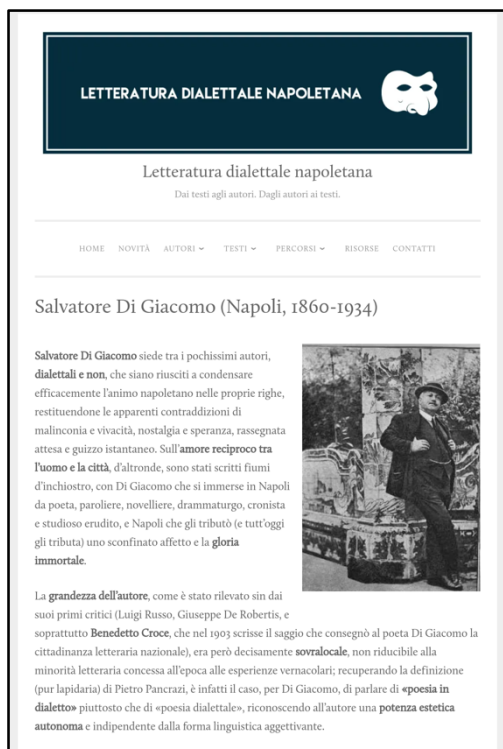 LETTERATURA DIALETTALE NAPOLETANA
Letteratura dialettale napoletana
Dai testi agli autori. Dagli autori ai testi.
HOME NOVITÀ AUTORI TESTI PERCORSI RISORSE CONTATTI
Salvatore Di Giacomo (Napoli, 1860-1934)
Salvatore Di Giacomo siede tra i pochissimi autori,
dialettali e non, che siano riusciti a condensare
efficacemente l'animo napoletano nelle proprie righe,
restituendone le apparenti contraddizioni di
malinconia e vivacità, nostalgia e speranza, rassegnata
attesa e guizzo istantaneo. Sull'amore reciproco tra
l'uomo e la città, d'altronde, sono stati scritti fiumi
d'inchiostro, con Di Giacomo che si immerse in Napoli
da poeta, paroliere, novelliere, drammaturgo, cronista
e studioso erudito, e Napoli che gli tributò (e tutt'oggi
gli tributa) uno sconfinato affetto e la gloria
immortale.
La grandezza dell'autore, come è stato rilevato sin dai
suoi primi critici (Luigi Russo, Giuseppe De Robertis, e
soprattutto Benedetto Croce, che nel 1903 scrisse il saggio che consegnò al poeta Di Giacomo la
cittadinanza letteraria nazionale), era però decisamente sovralocale, non riducibile alla
minorità letteraria concessa all'epoca alle esperienze vernacolari; recuperando la definizione
(pur lapidaria) di Pietro Pancrazi, è infatti il caso, per Di Giacomo, di parlare di «poesia in
dialetto» piuttosto che di «poesia dialettale», riconoscendo all'autore una potenza estetica
autonoma e indipendente dalla forma linguistica aggettivante.